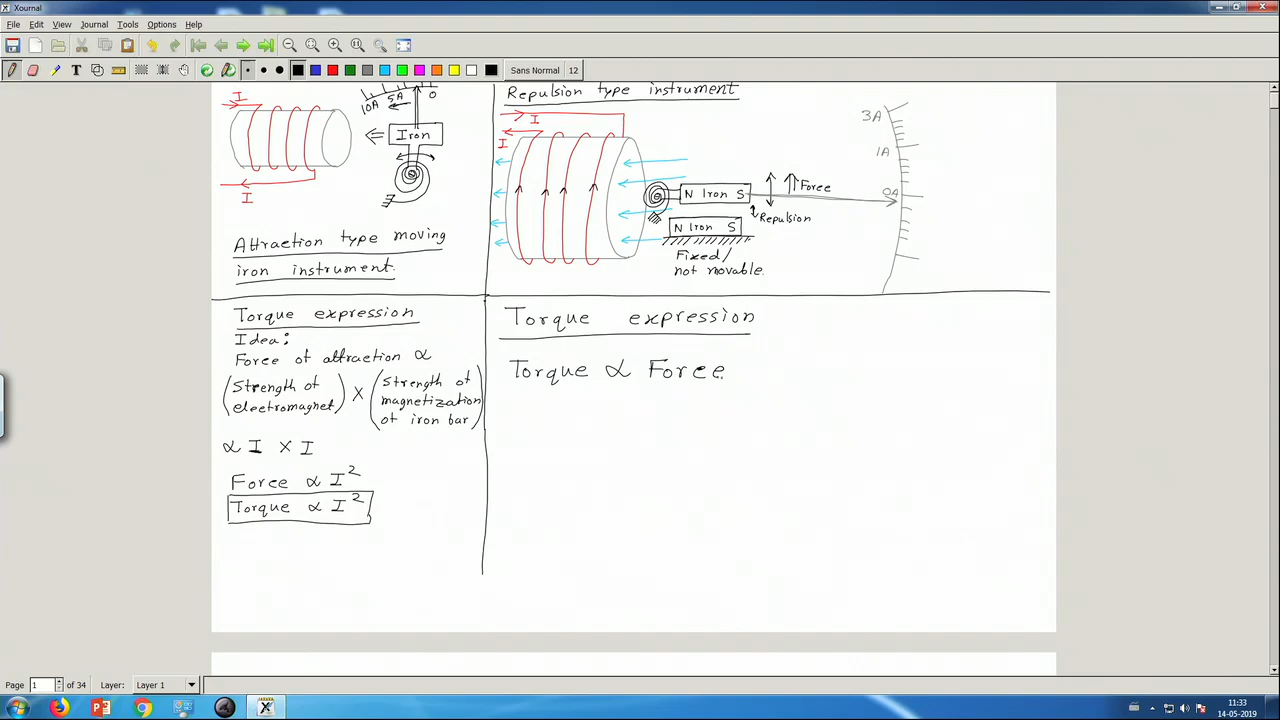 Xournal
File Edit View Journal Tools Options Help
Sans Normal 12
I
10A 5A 0
Iron
I
Attraction type moving
iron instrument.
Repulsion type instrument
I
I
N Iron S
Force
Repulsion
N Iron S
Fixed/
not movable.
3A
1A
0A
Torque expression
Idea:
Force of attraction ∝
(Strength of electromagnet) × (Strength of magnetization of iron bar)
∝ I × I
Force ∝ I²
Torque ∝ I²
Torque expression
Torque ∝ Force.
Page 1 of 34 Layer: Layer 1
11:33
14-05-2019